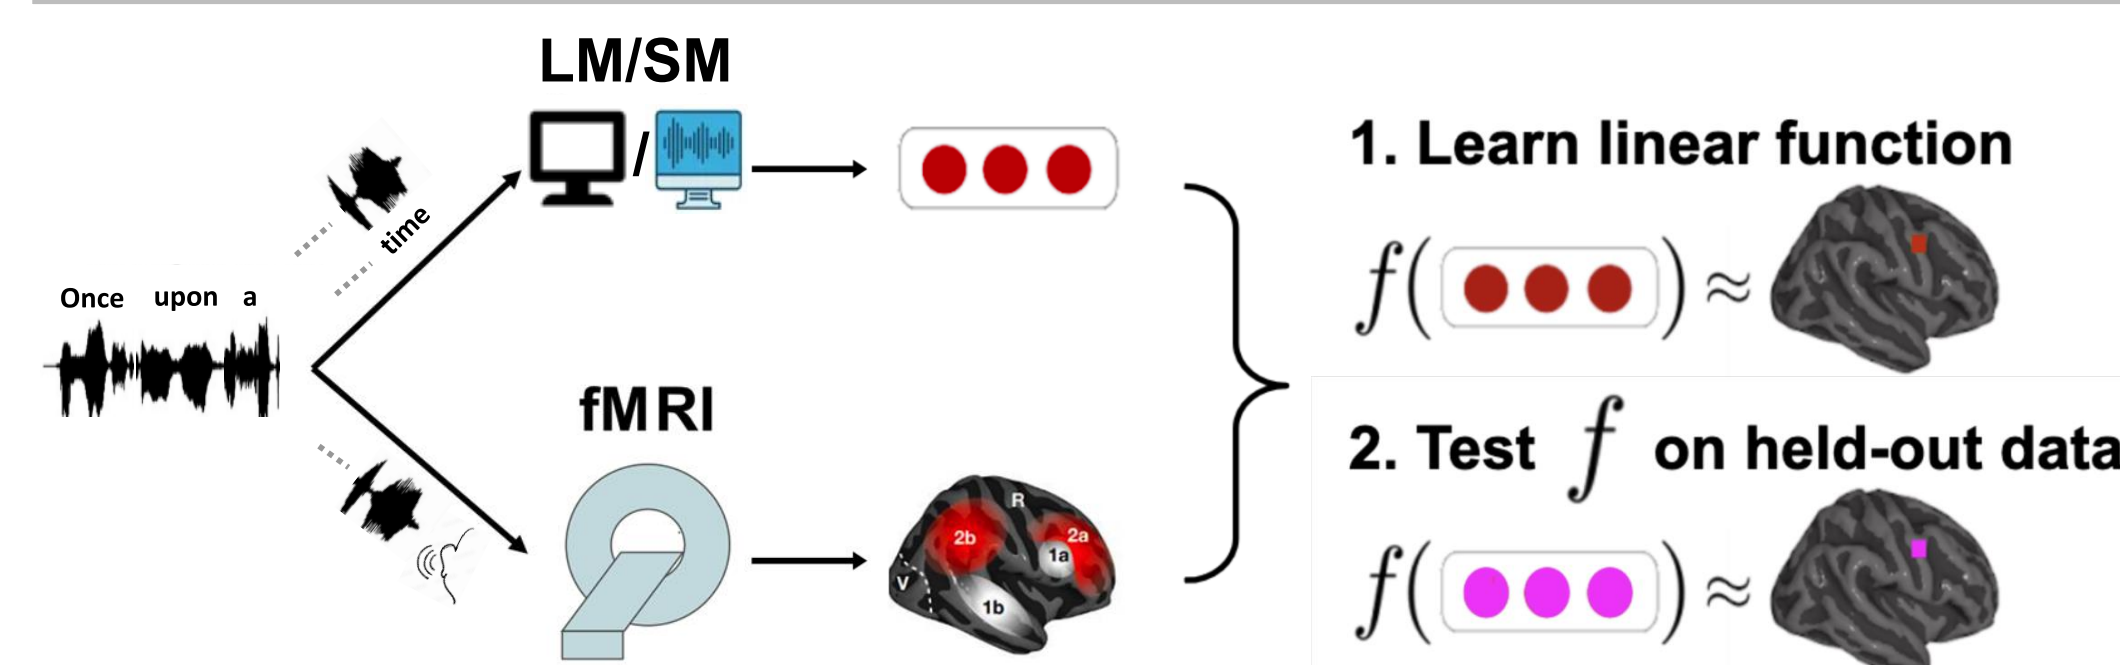 LM/SM
/
time
Once upon a
fMRI
R
2b
2a
1a
V
1b
1. Learn linear function
f( ) ≈
2. Test f on held-out data
f( ) ≈